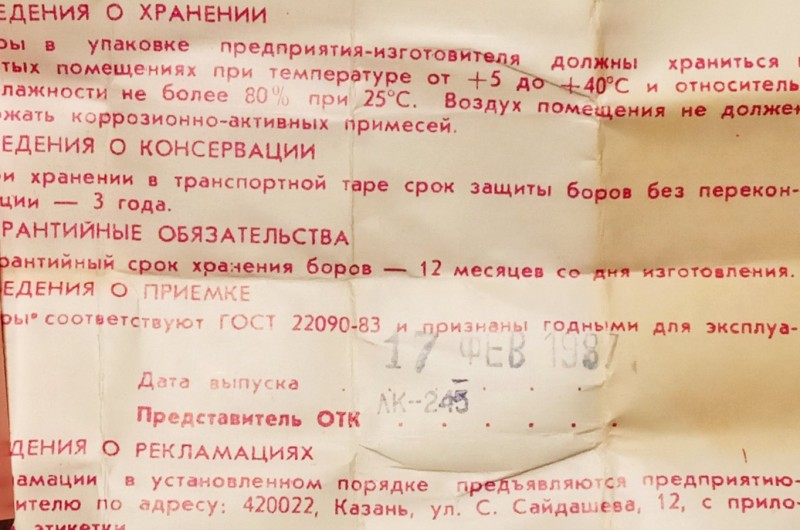 ЕДЕНИЯ О ХРАНЕНИИ
ры в упаковке предприятия-изготовителя должны храниться
тых помещениях при температуре от +5 до +40°С и относитель
лажности не более 80% при 25°С. Воздух помещения не должен
жать коррозионно-активных примесей.
ЕДЕНИЯ О КОНСЕРВАЦИИ
и хранении в транспортной таре срок защиты боров без перекон-
ции — 3 года.
РАНТИЙНЫЕ ОБЯЗАТЕЛЬСТВА
рантийный срок хранения боров — 12 месяцев со дня изготовления.
ЕДЕНИЯ О ПРИЕМКЕ
ры соответствуют ГОСТ 22090-83 и признаны годными для эксплуа-
17 ФЕВ 1987
Дата выпуска
Представитель ОТК
ДЕНИЯ О РЕКЛАМАЦИЯХ
амации в установленном порядке предъявляются предприятию-
ителю по адресу: 420022, Казань, ул. С. Сайдашева, 12, с прило-
этикетки